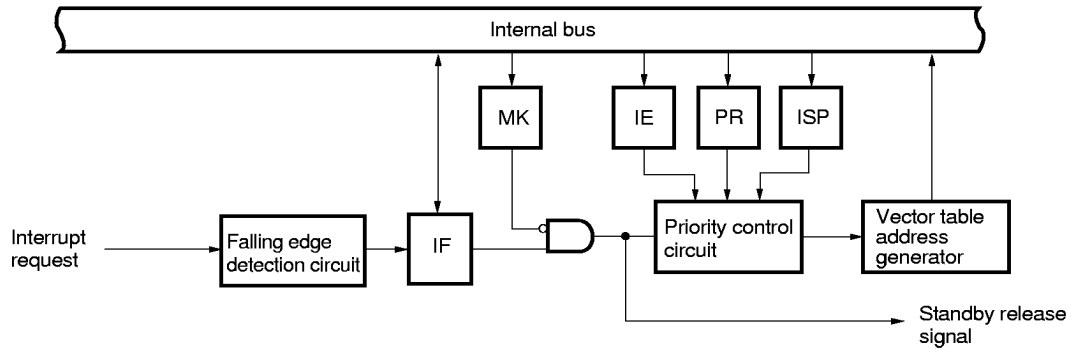 Internal bus
MK
IE
PR
ISP
Interrupt
request
Falling edge
detection circuit
IF
Priority control
circuit
Vector table
address
generator
Standby release
signal